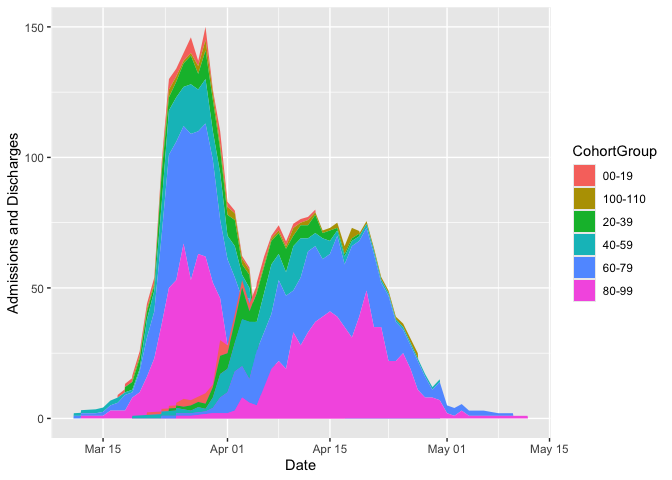 150
100
50
0
Admissions and Discharges
Mar 15
Apr 01
Apr 15
May 01
May 15
Date
CohortGroup
00-19
100-110
20-39
40-59
60-79
80-99